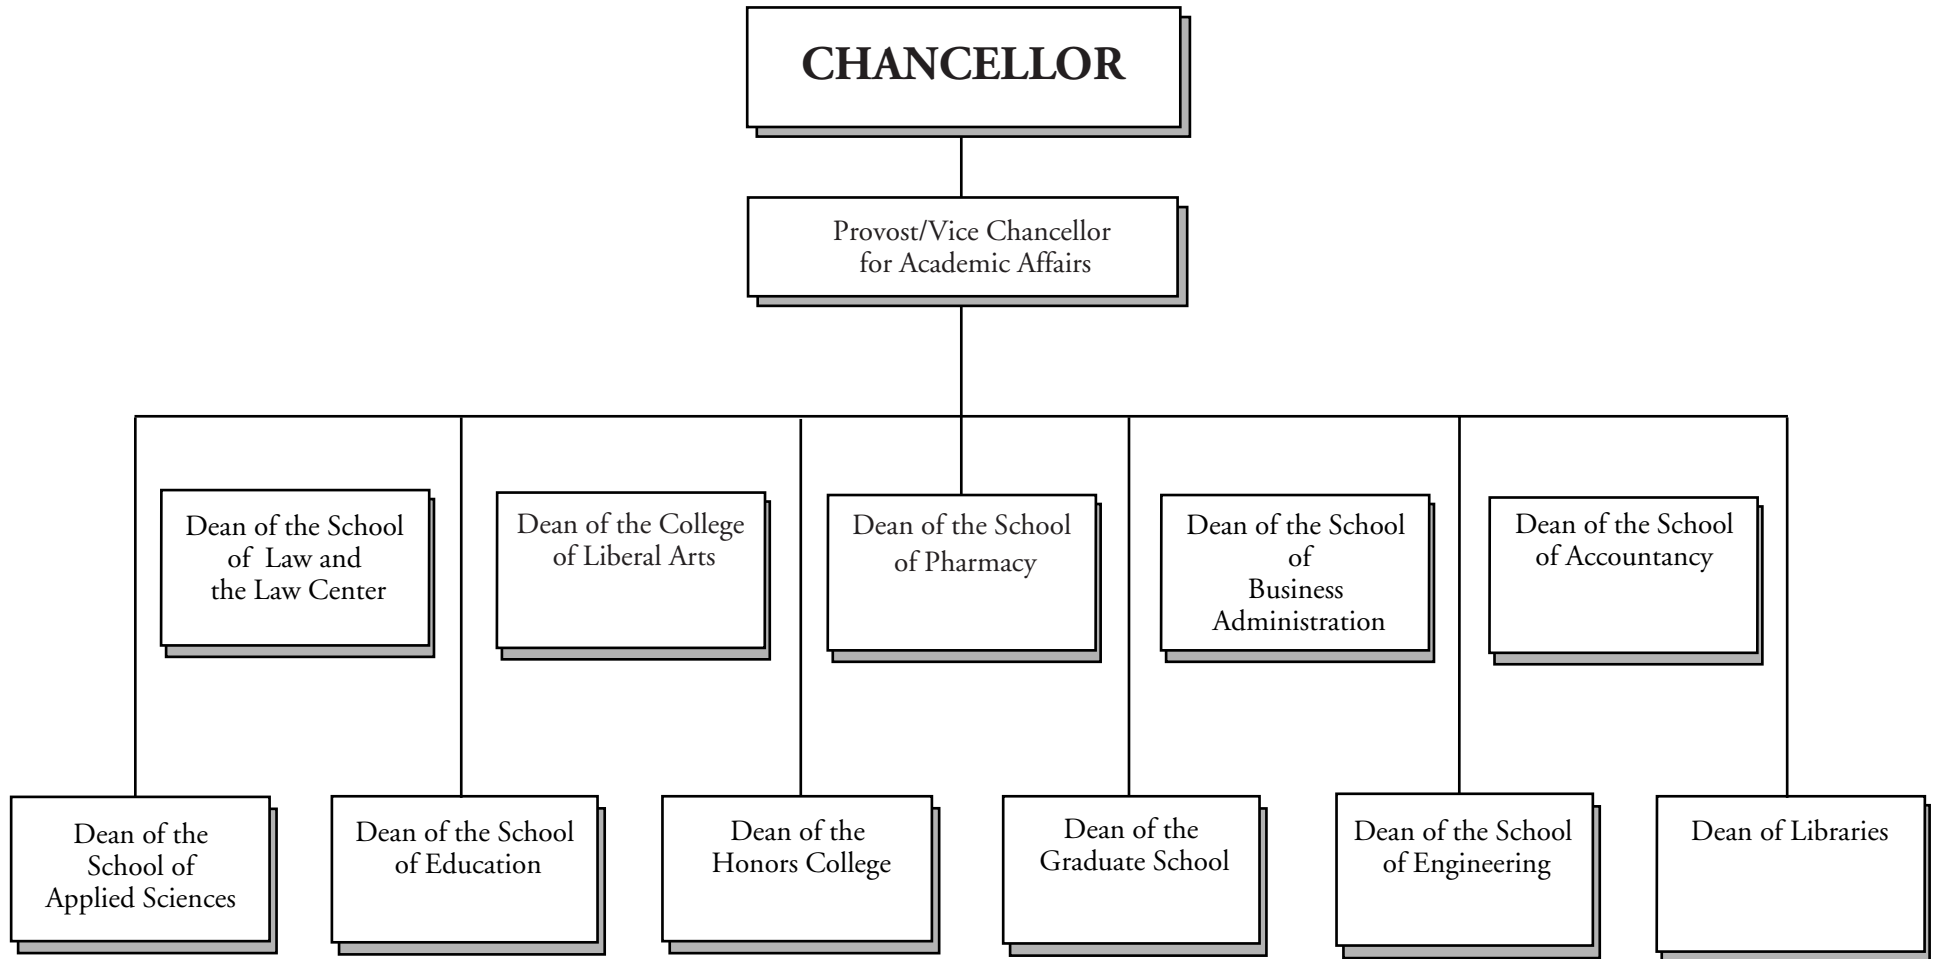 CHANCELLOR
Provost/Vice Chancellor
for Academic Affairs
Dean of the School
of Law and
the Law Center
Dean of the College
of Liberal Arts
Dean of the School
of Pharmacy
Dean of the School
of
Business
Administration
Dean of the School
of Accountancy
Dean of the
School of
Applied Sciences
Dean of the School
of Education
Dean of the
Honors College
Dean of the
Graduate School
Dean of the School
of Engineering
Dean of Libraries